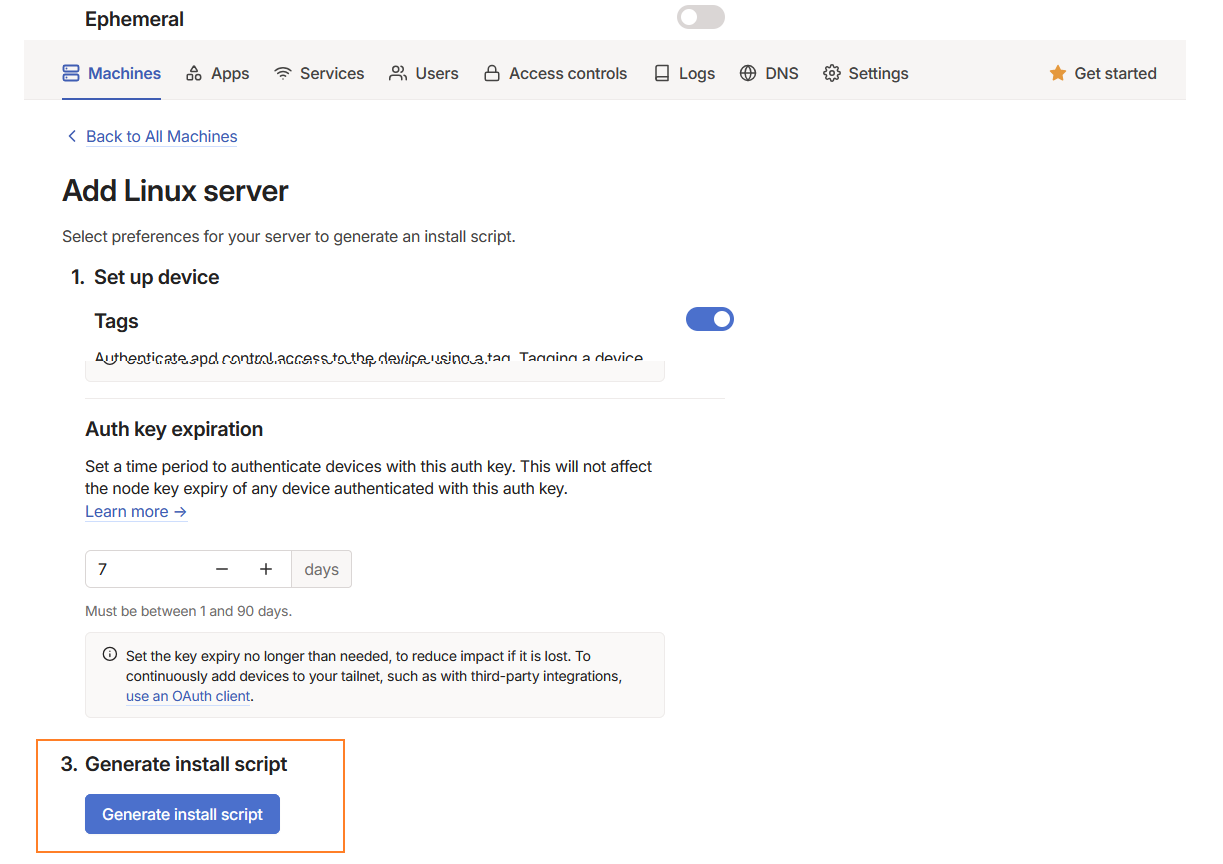 Ephemeral
Machines Apps Services Users Access controls Logs DNS Settings Get started
Back to All Machines
Add Linux server
Select preferences for your server to generate an install script.
1. Set up device
Tags
Authenticate and control access to the device using a tag. Tagging a device
Auth key expiration
Set a time period to authenticate devices with this auth key. This will not affect
the node key expiry of any device authenticated with this auth key.
Learn more →
7 − + days
Must be between 1 and 90 days.
Set the key expiry no longer than needed, to reduce impact if it is lost. To
continuously add devices to your tailnet, such as with third-party integrations,
use an OAuth client.
3. Generate install script
Generate install script